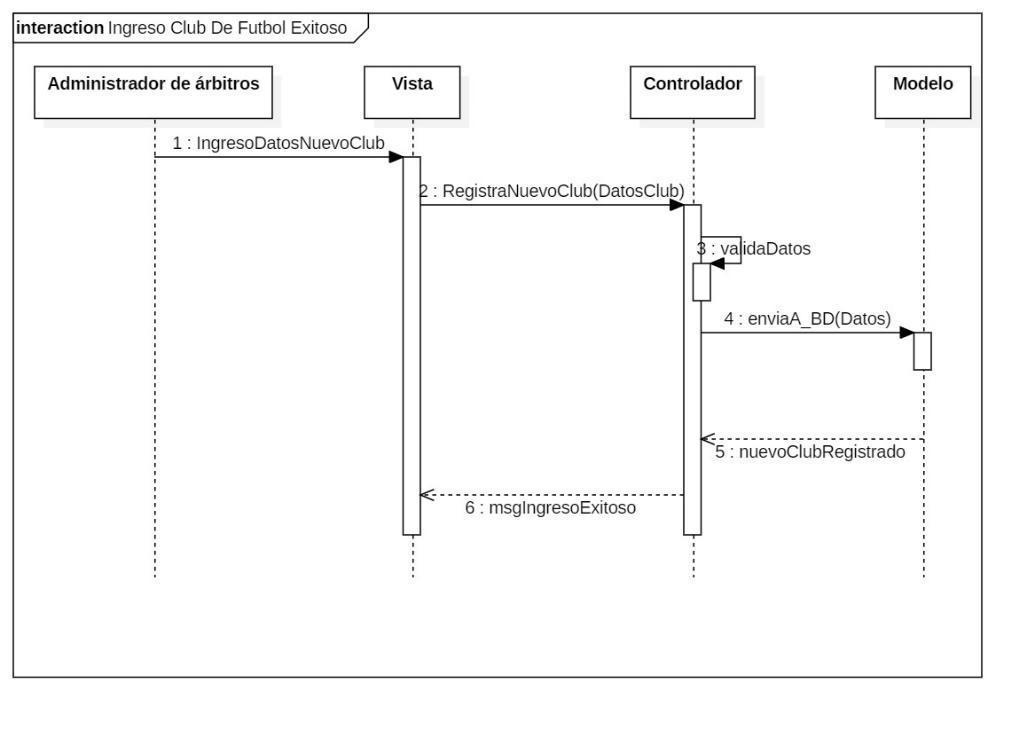 interaction Ingreso Club De Futbol Exitoso
Administrador de árbitros
Vista
Controlador
Modelo
1 : IngresoDatosNuevoClub
2 : RegistraNuevoClub(DatosClub)
3 : validaDatos
4 : enviaA_BD(Datos)
5 : nuevoClubRegistrado
6 : msgIngresoExitoso